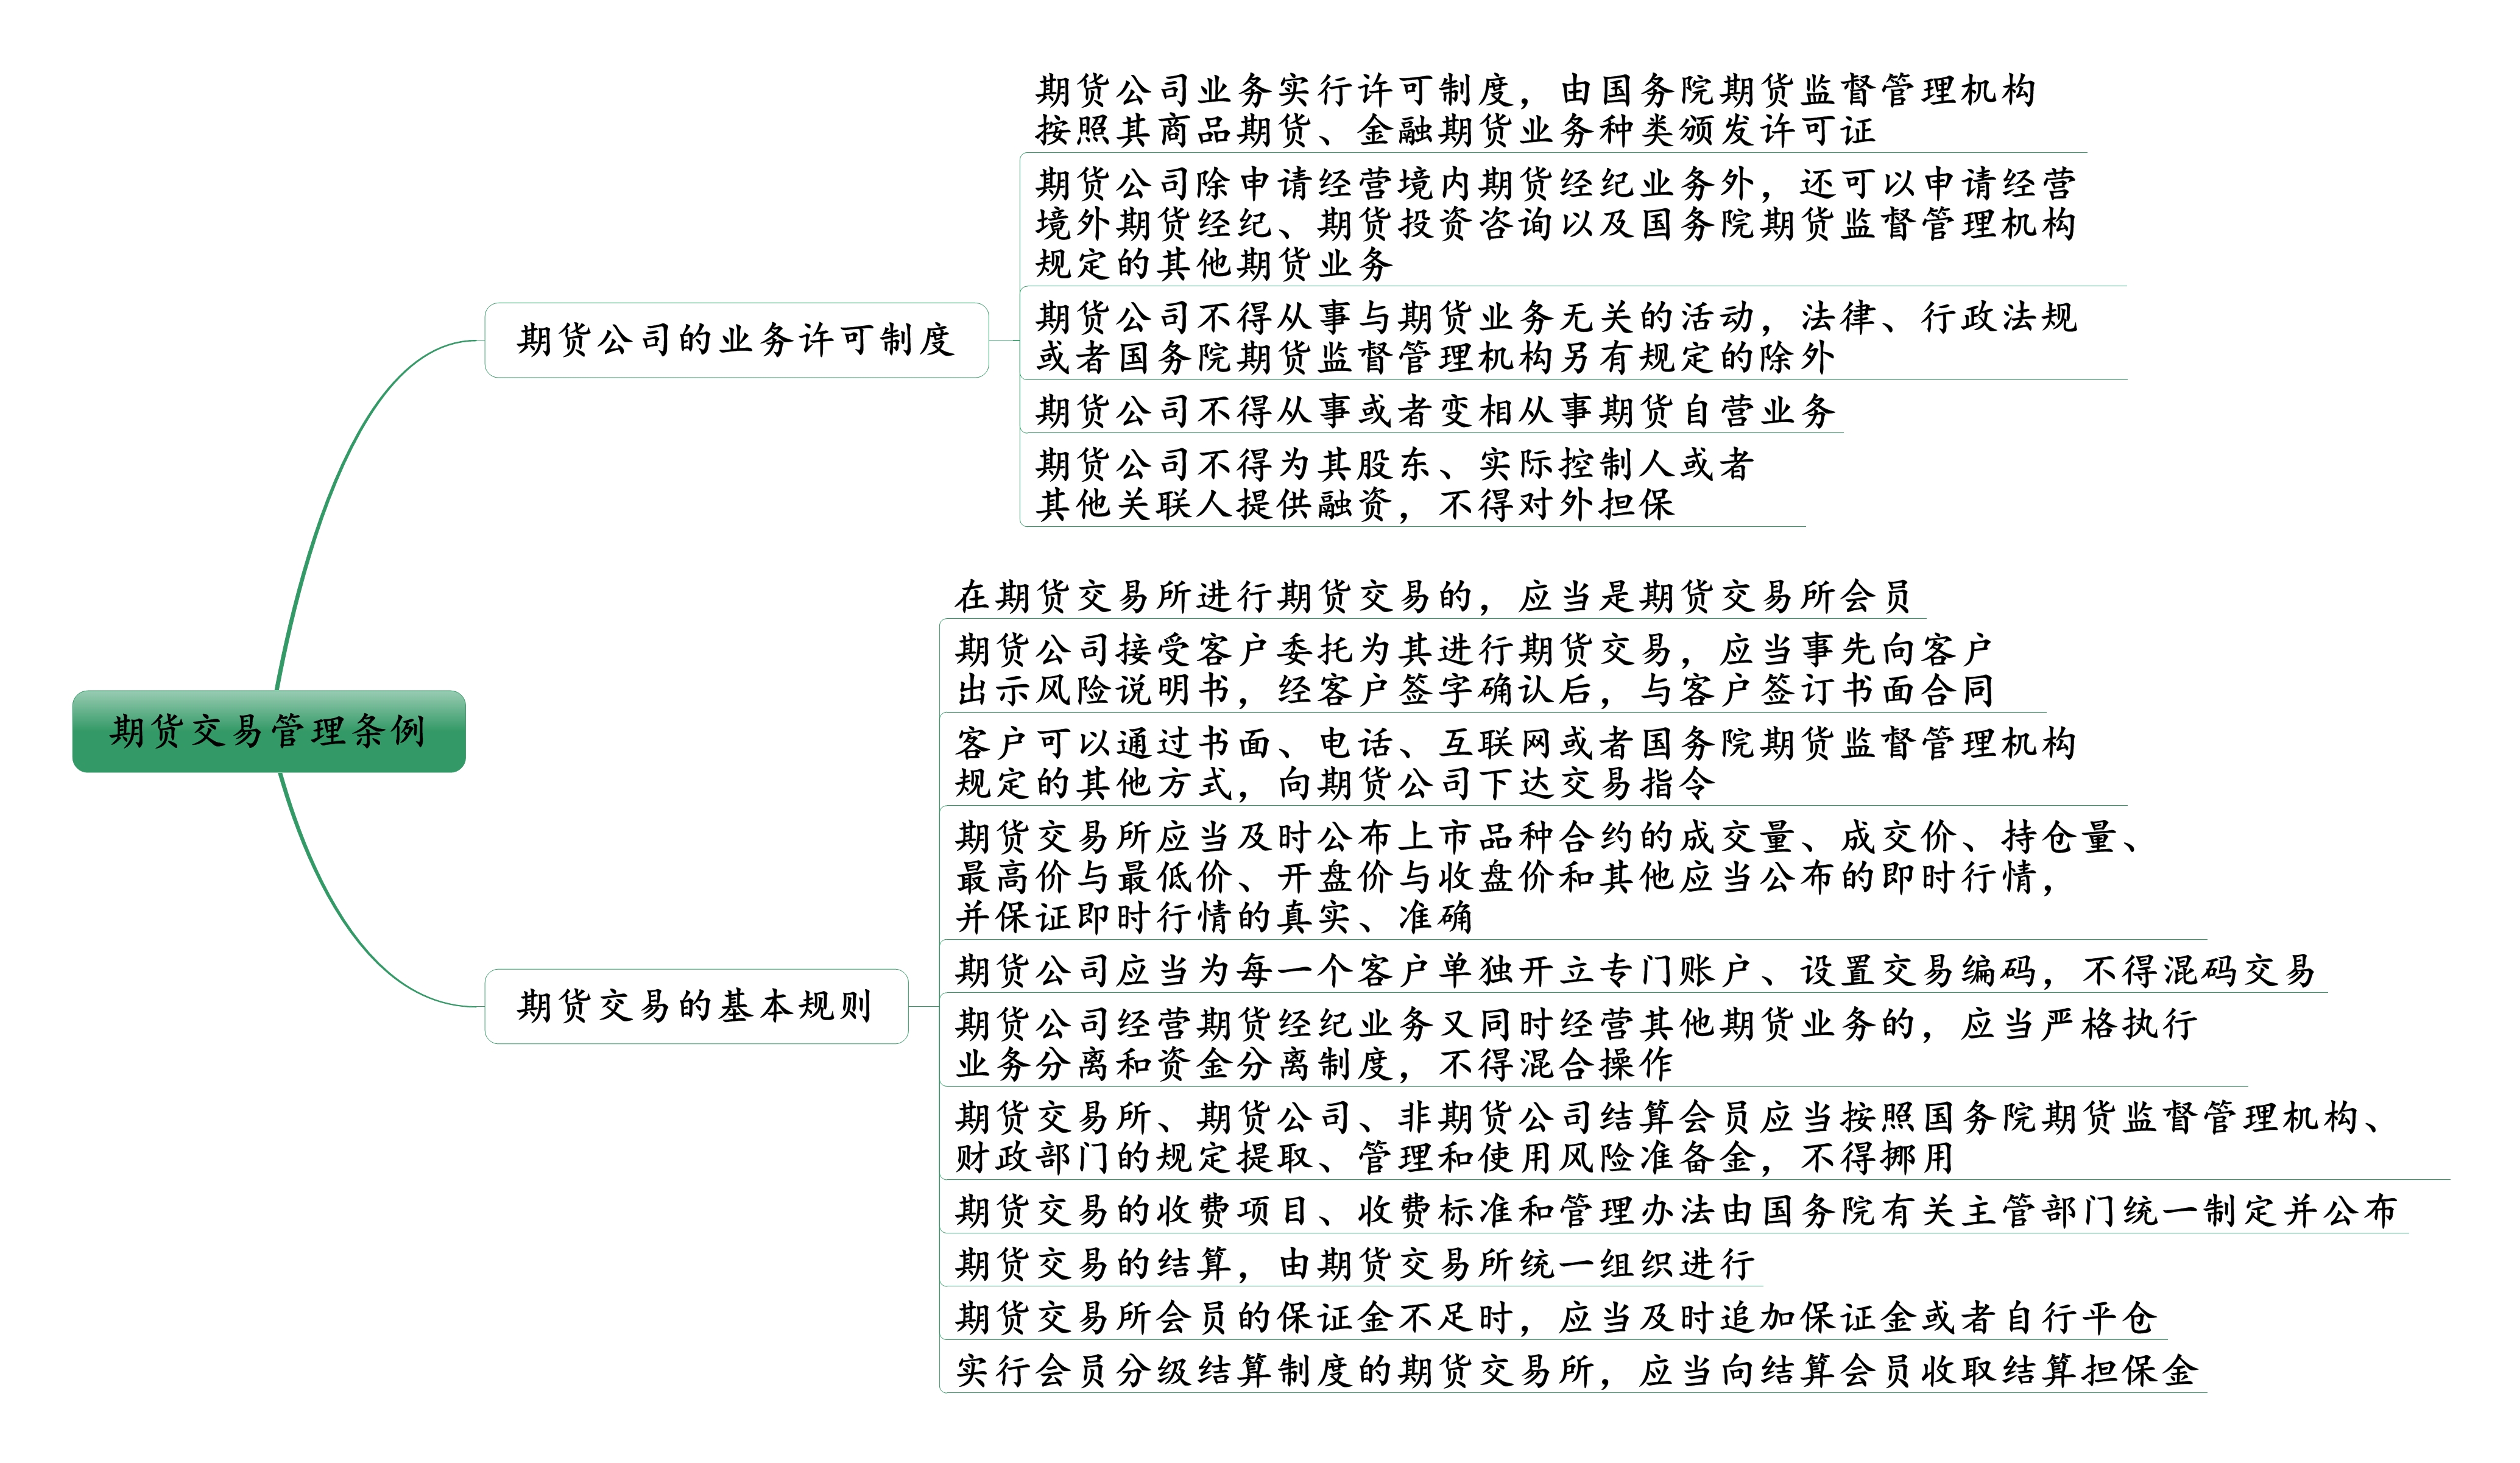 期货交易管理条例
期货公司的业务许可制度
期货公司业务实行许可制度，由国务院期货监督管理机构
按照其商品期货、金融期货业务种类颁发许可证
期货公司除申请经营境内期货经纪业务外，还可以申请经营
境外期货经纪、期货投资咨询以及国务院期货监督管理机构
规定的其他期货业务
期货公司不得从事与期货业务无关的活动，法律、行政法规
或者国务院期货监督管理机构另有规定的除外
期货公司不得从事或者变相从事期货自营业务
期货公司不得为其股东、实际控制人或者
其他关联人提供融资，不得对外担保
期货交易的基本规则
在期货交易所进行期货交易的，应当是期货交易所会员
期货公司接受客户委托为其进行期货交易，应当事先向客户
出示风险说明书，经客户签字确认后，与客户签订书面合同
客户可以通过书面、电话、互联网或者国务院期货监督管理机构
规定的其他方式，向期货公司下达交易指令
期货交易所应当及时公布上市品种合约的成交量、成交价、持仓量、
最高价与最低价、开盘价与收盘价和其他应当公布的即时行情，
并保证即时行情的真实、准确
期货公司应当为每一个客户单独开立专门账户、设置交易编码，不得混码交易
期货公司经营期货经纪业务又同时经营其他期货业务的，应当严格执行
业务分离和资金分离制度，不得混合操作
期货交易所、期货公司、非期货公司结算会员应当按照国务院期货监督管理机构、
财政部门的规定提取、管理和使用风险准备金，不得挪用
期货交易的收费项目、收费标准和管理办法由国务院有关主管部门统一制定并公布
期货交易的结算，由期货交易所统一组织进行
期货交易所会员的保证金不足时，应当及时追加保证金或者自行平仓
实行会员分级结算制度的期货交易所，应当向结算会员收取结算担保金